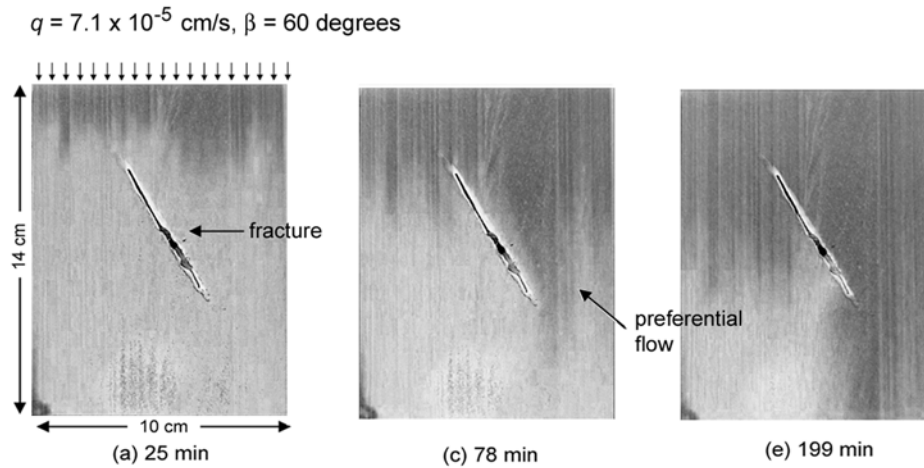 q = 7.1 x 10-5 cm/s, β = 60 degrees
14 cm
fracture
preferential
flow
10 cm
(a) 25 min
(c) 78 min
(e) 199 min